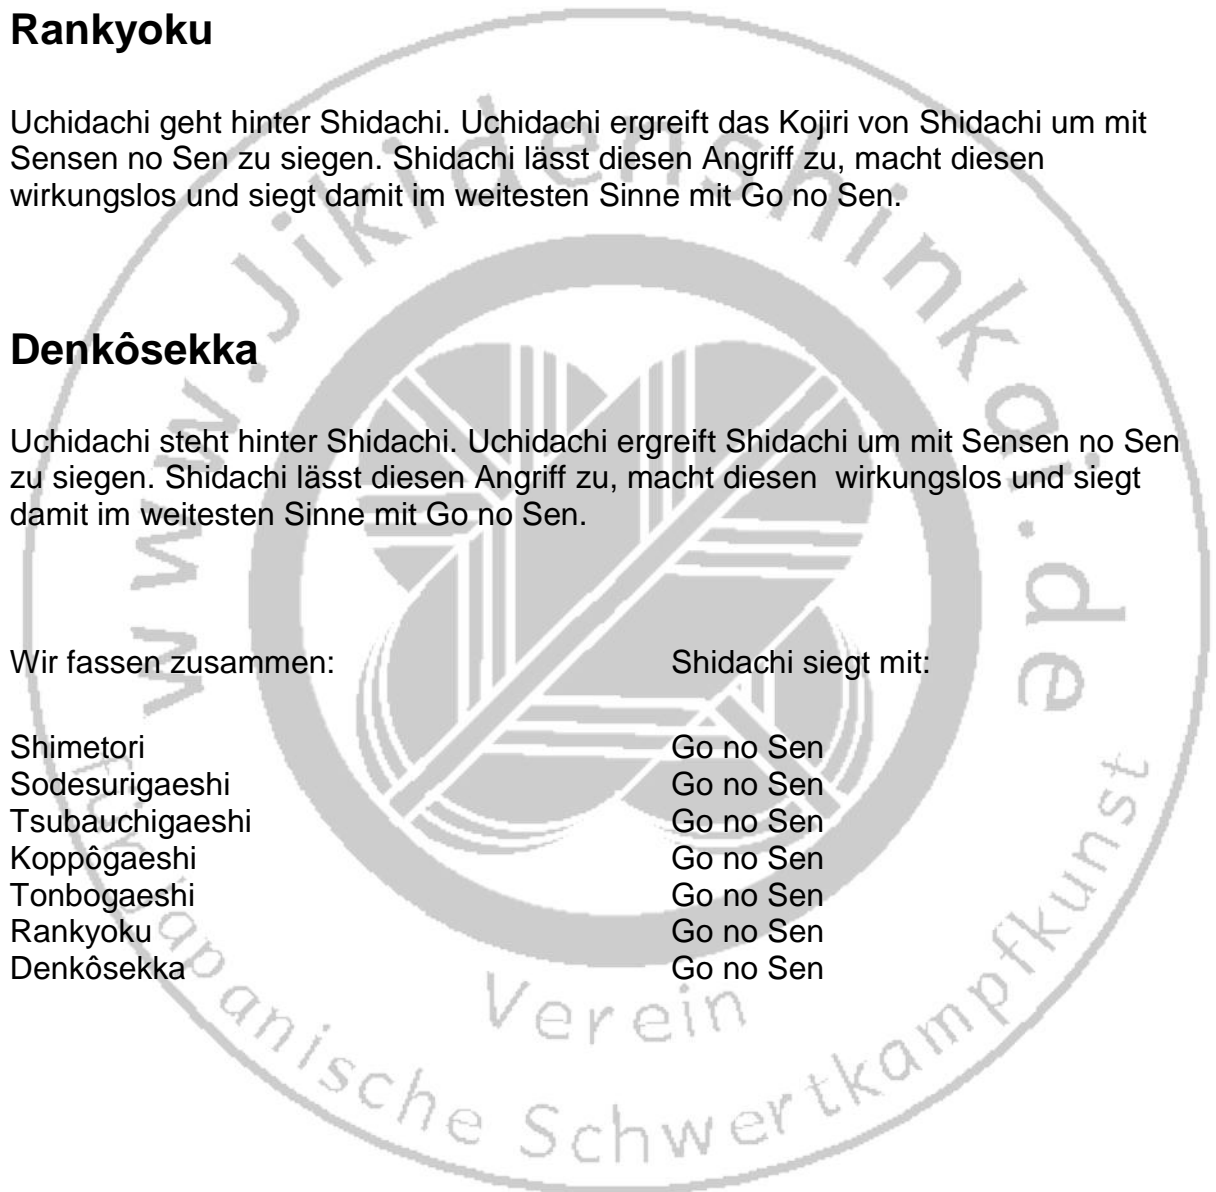 Rankyoku
Uchidachi geht hinter Shidachi. Uchidachi ergreift das Kojiri von Shidachi um mit
Sensen no Sen zu siegen. Shidachi lässt diesen Angriff zu, macht diesen
wirkungslos und siegt damit im weitesten Sinne mit Go no Sen.
Denkôsekka
Uchidachi steht hinter Shidachi. Uchidachi ergreift Shidachi um mit Sensen no Sen
zu siegen. Shidachi lässt diesen Angriff zu, macht diesen  wirkungslos und siegt
damit im weitesten Sinne mit Go no Sen.
Wir fassen zusammen: Shidachi siegt mit:
Shimetori Go no Sen
Sodesurigaeshi Go no Sen
Tsubauchigaeshi Go no Sen
Koppôgaeshi Go no Sen
Tonbogaeshi Go no Sen
Rankyoku Go no Sen
Denkôsekka Go no Sen
www.Jikidenshinkai.de
Verein
für Japanische Schwertkampfkunst